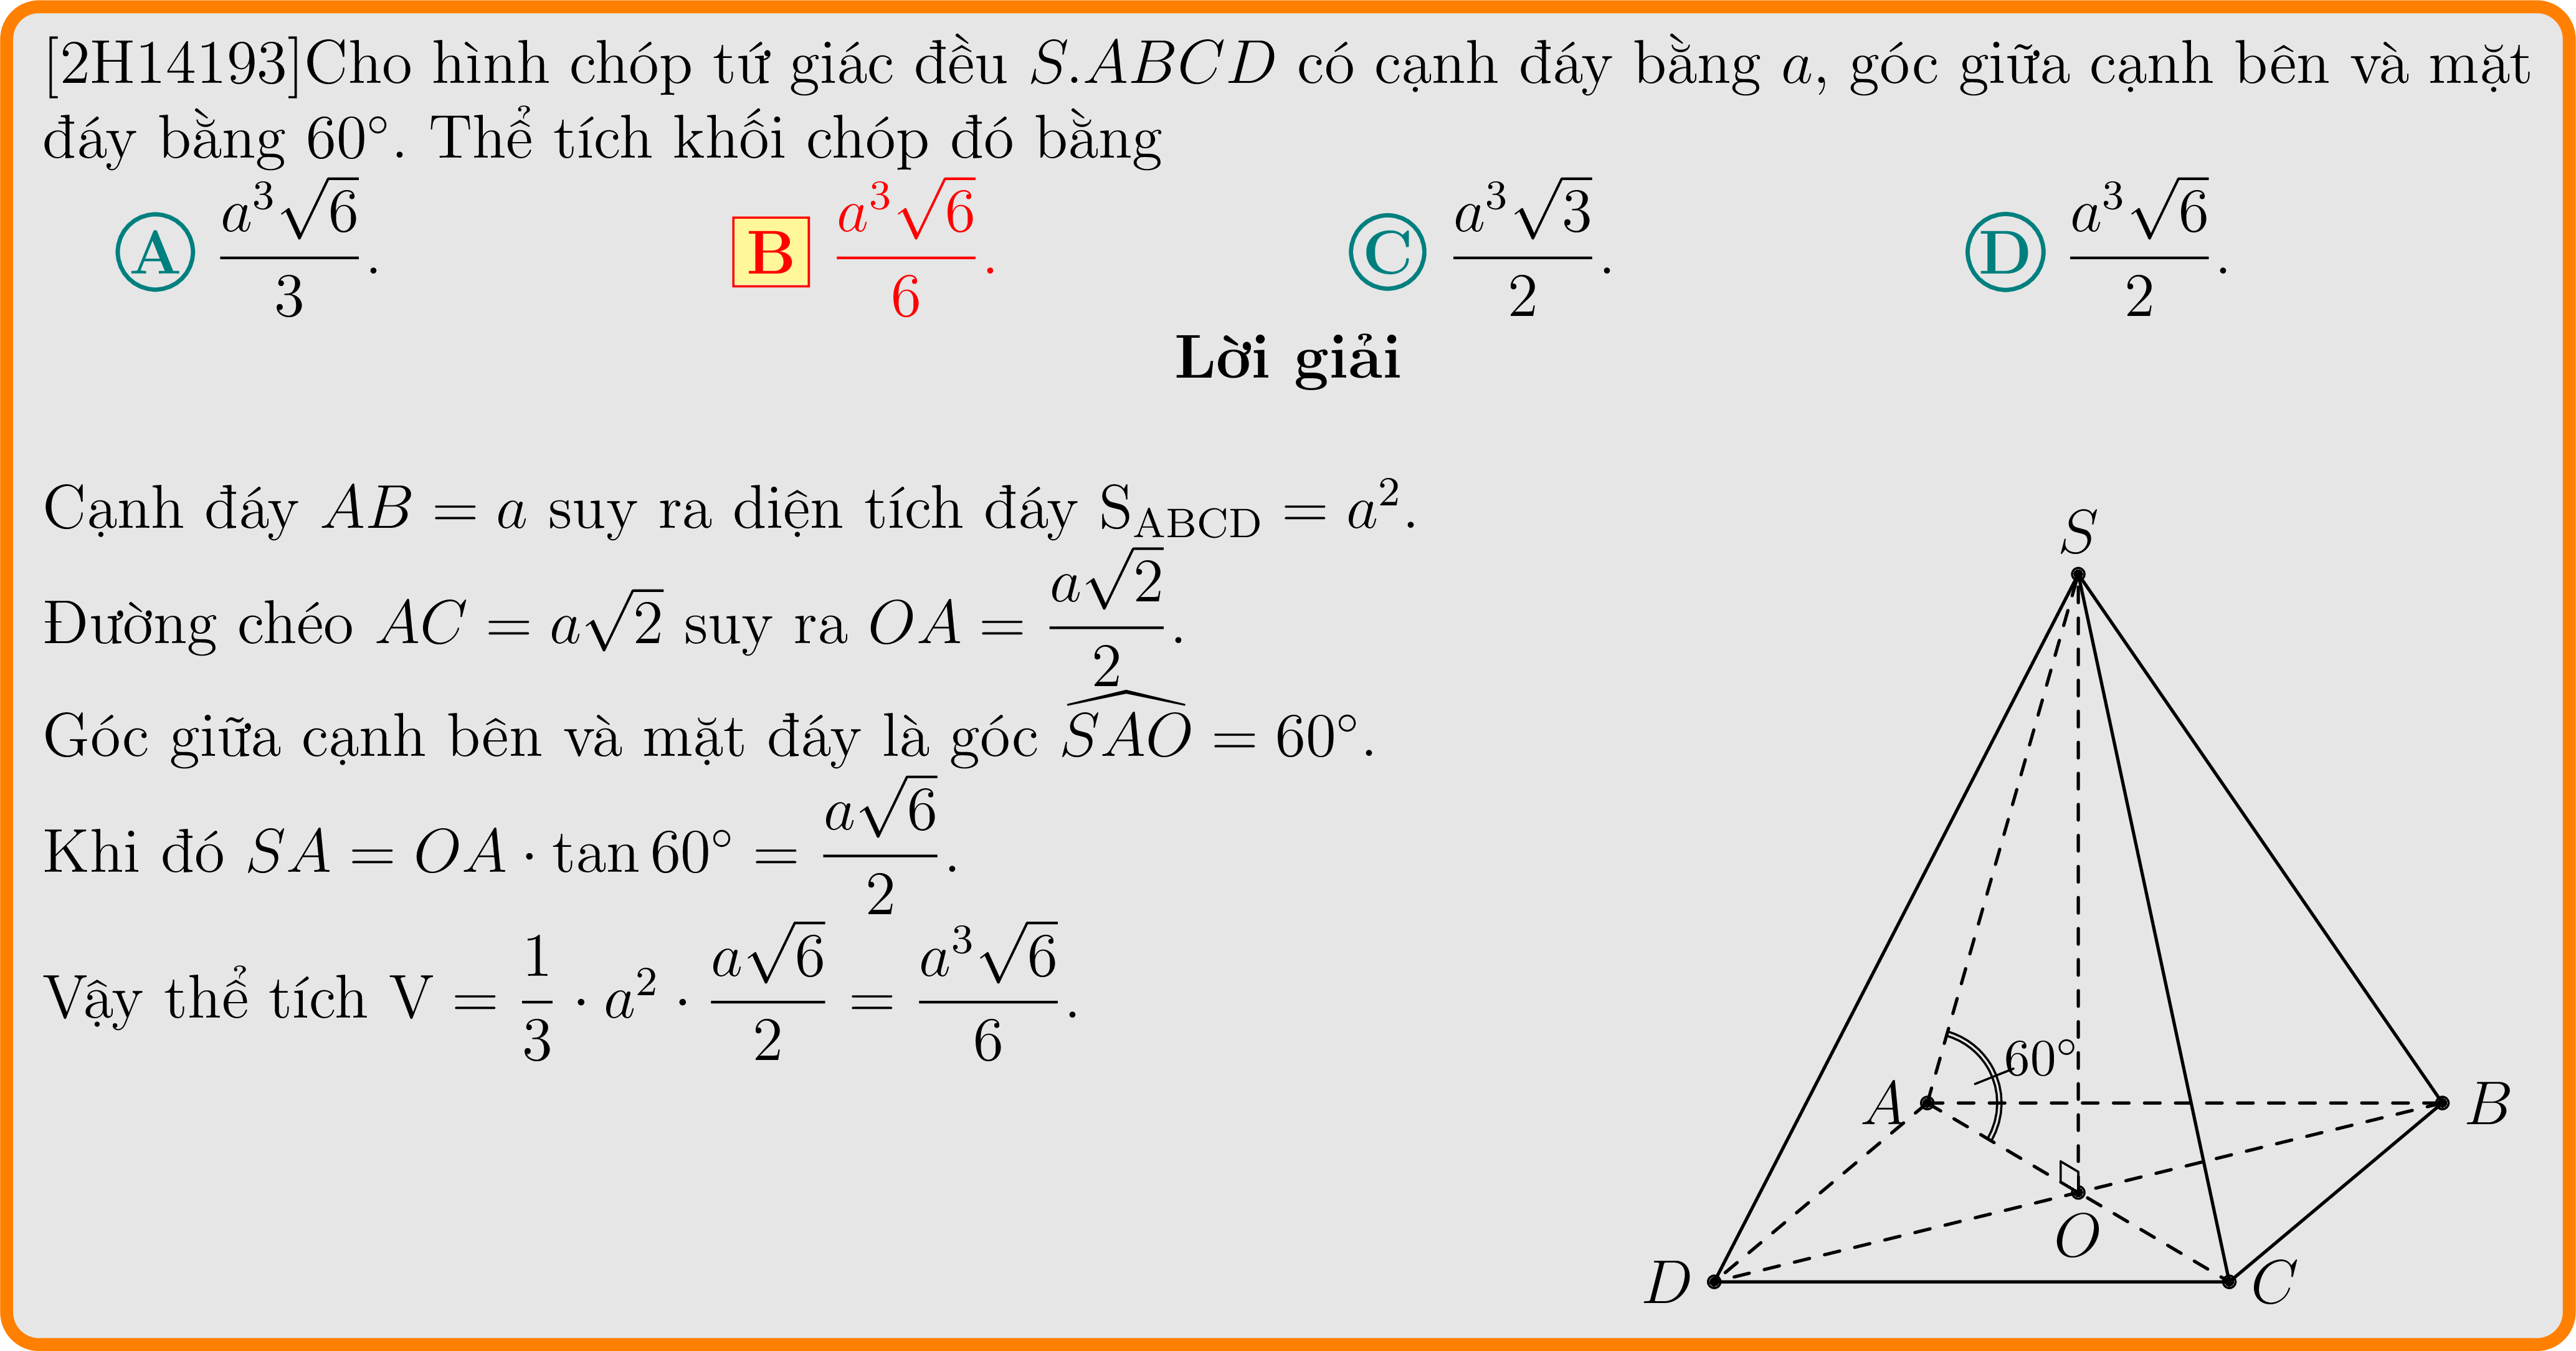 [2H14193]Cho hình chóp tứ giác đều S.ABCD có cạnh đáy bằng a, góc giữa cạnh bên và mặt
đáy bằng 60°. Thể tích khối chóp đó bằng
A $\frac{a^3\sqrt{6}}{3}$. B $\frac{a^3\sqrt{6}}{6}$. C $\frac{a^3\sqrt{3}}{2}$. D $\frac{a^3\sqrt{6}}{2}$.
Lời giải
Cạnh đáy AB = a suy ra diện tích đáy $S_{ABCD} = a^2$.
Đường chéo $AC = a\sqrt{2}$ suy ra $OA = \frac{a\sqrt{2}}{2}$.
Góc giữa cạnh bên và mặt đáy là góc $\widehat{SAO} = 60°$.
Khi đó $SA = OA \cdot \tan 60° = \frac{a\sqrt{6}}{2}$.
Vậy thể tích $V = \frac{1}{3} \cdot a^2 \cdot \frac{a\sqrt{6}}{2} = \frac{a^3\sqrt{6}}{6}$.
S
60°
A
B
O
D
C